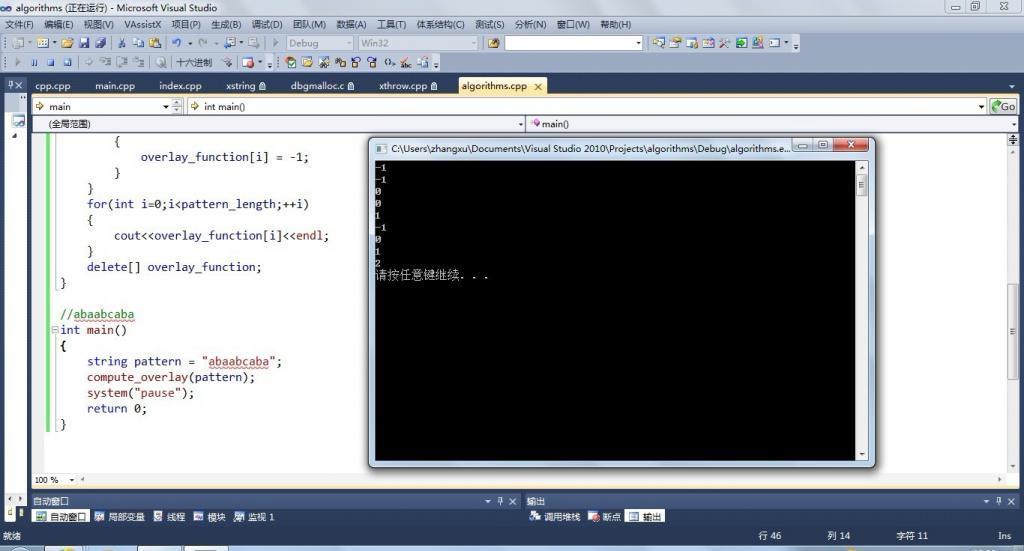 algorithms (正在运行) - Microsoft Visual Studio
文件(F) 编辑(E) 视图(V) VAssistX 项目(P) 生成(B) 调试(D) 团队(M) 数据(A) 工具(T) 体系结构(C) 测试(S) 分析(N) 窗口(W) 帮助(H)
Debug Win32
十六进制
cpp.cpp main.cpp index.cpp xstring dbgmalloc.c xthrow.cpp algorithms.cpp
main int main() Go
(全局范围) main()
{
overlay_function[i] = -1;
}
}
for(int i=0;i<pattern_length;++i)
{
cout<<overlay_function[i]<<endl;
}
delete[] overlay_function;
}
//abaabcaba
int main()
{
string pattern = "abaabcaba";
compute_overlay(pattern);
system("pause");
return 0;
}
C:\Users\zhangxu\Documents\Visual Studio 2010\Projects\algorithms\Debug\algorithms.e...
-1
-1
0
0
1
-1
0
1
2
请按任意键继续. . .
100 %
自动窗口 输出
自动窗口 局部变量 线程 模块 监视 1 调用堆栈 断点 输出
就绪 行 46 列 14 字符 11 Ins